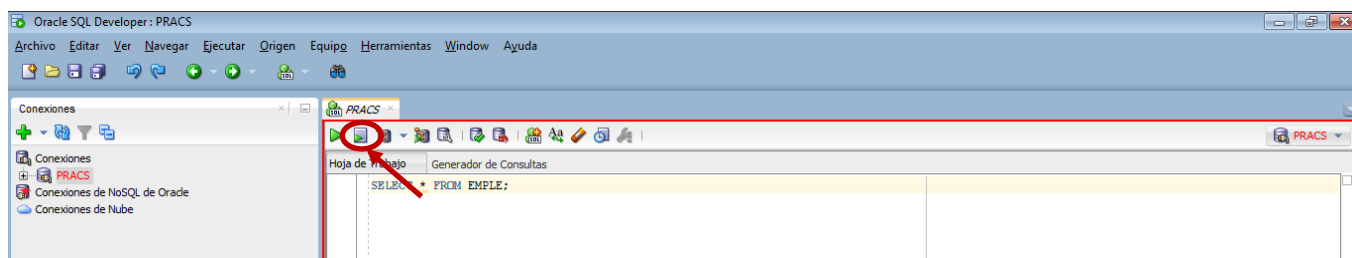 Oracle SQL Developer : PRACS
Archivo Editar Ver Navegar Ejecutar Origen Equipo Herramientas Window Ayuda
Conexiones
PRACS
PRACS
Hoja de Trabajo Generador de Consultas
Conexiones
PRACS
Conexiones de NoSQL de Oracle
Conexiones de Nube
SELECT * FROM EMPLE;